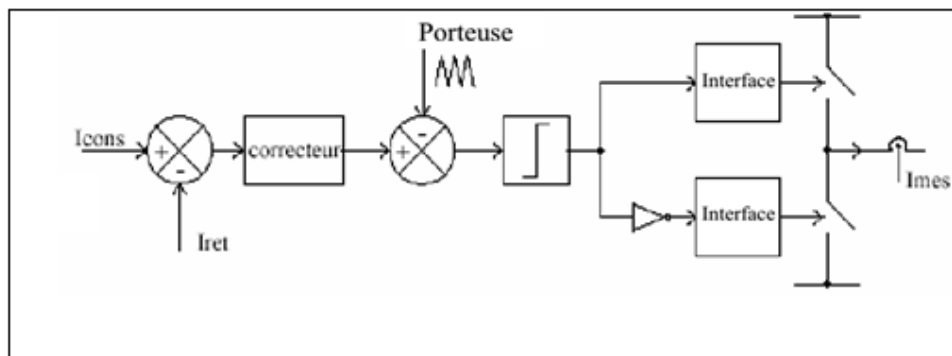 Porteuse
Interface
Icons
+
-
correcteur
+
-
Iret
Interface
Imes